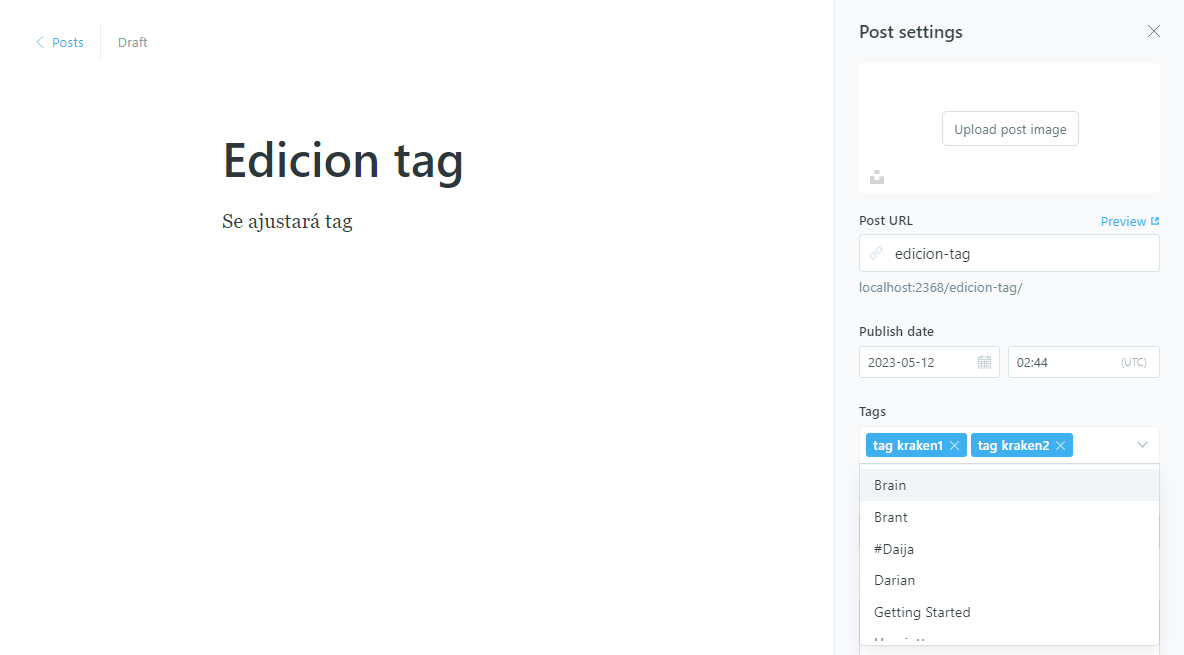 Posts
Draft
Edicion tag
Se ajustará tag
Post settings
Upload post image
Post URL
Preview
edicion-tag
localhost:2368/edicion-tag/
Publish date
2023-05-12
02:44
(UTC)
Tags
tag kraken1
tag kraken2
Brain
Brant
#Daija
Darian
Getting Started